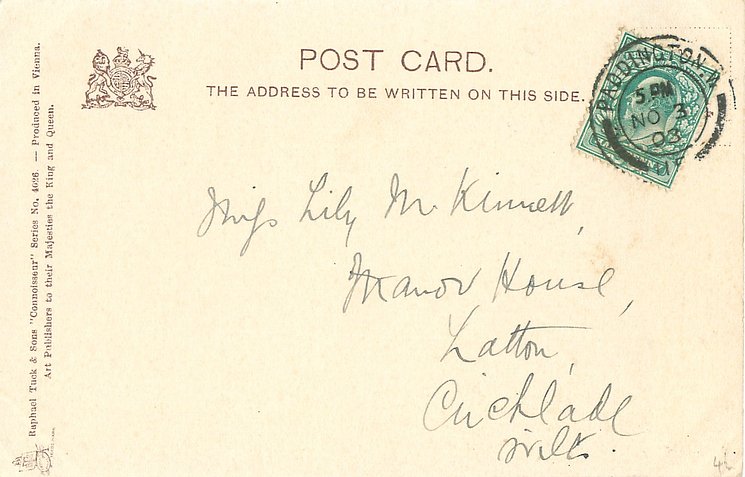 POST CARD.
THE ADDRESS TO BE WRITTEN ON THIS SIDE.
PADDINGTON.
5 PM
NO 3
03
Miss Lily McKinnell,
Manor House,
Latton,
Cricklade
Wilts.
Raphael Tuck & Sons "Connoisseur" Series No. 4026. — Produced in Vienna.
Art Publishers to their Majesties the King and Queen.